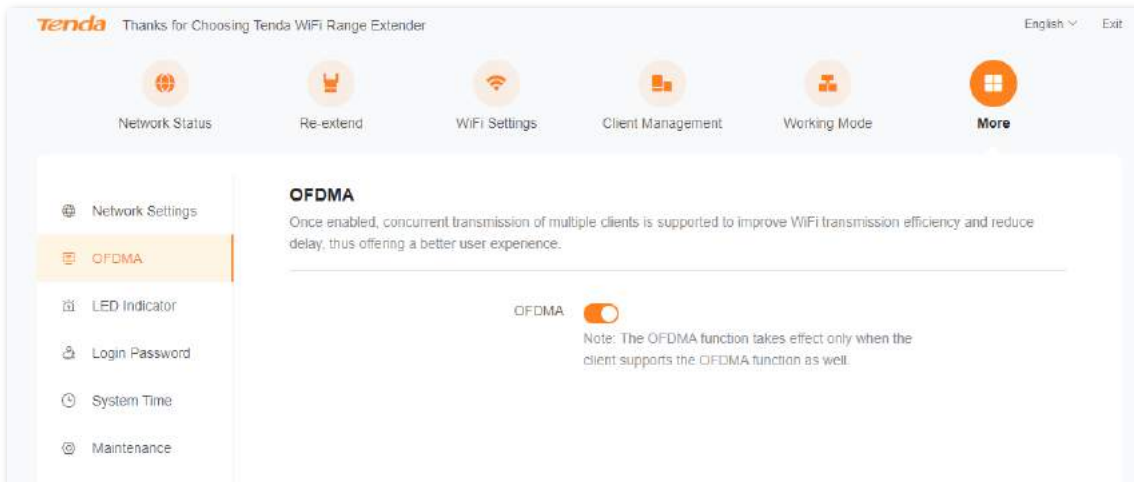 Tenda Thanks for Choosing Tenda WiFi Range Extender English Exit
Network Status Re-extend WiFi Settings Client Management Working Mode More
Network Settings
OFDMA
LED Indicator
Login Password
System Time
Maintenance
OFDMA
Once enabled, concurrent transmission of multiple clients is supported to improve WiFi transmission efficiency and reduce
delay, thus offering a better user experience.
OFDMA
Note: The OFDMA function takes effect only when the
client supports the OFDMA function as well.